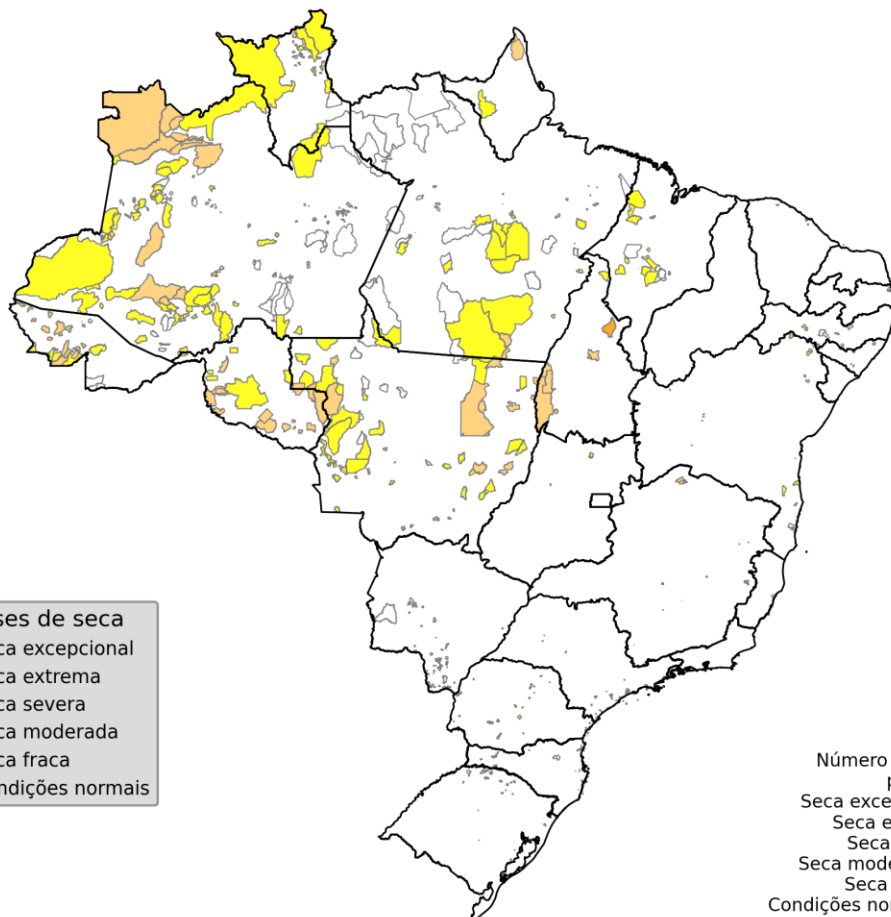 ses de seca
ca excepcional
ca extrema
ca severa
ca moderada
ca fraca
ndições normais
Número
p
Seca exce
Seca e
Seca
Seca mode
Seca
Condições nor